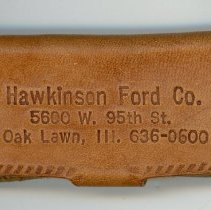 Hawkinson Ford Co.
5600 W. 95th St.
Oak Lawn, Ill. 636-0600